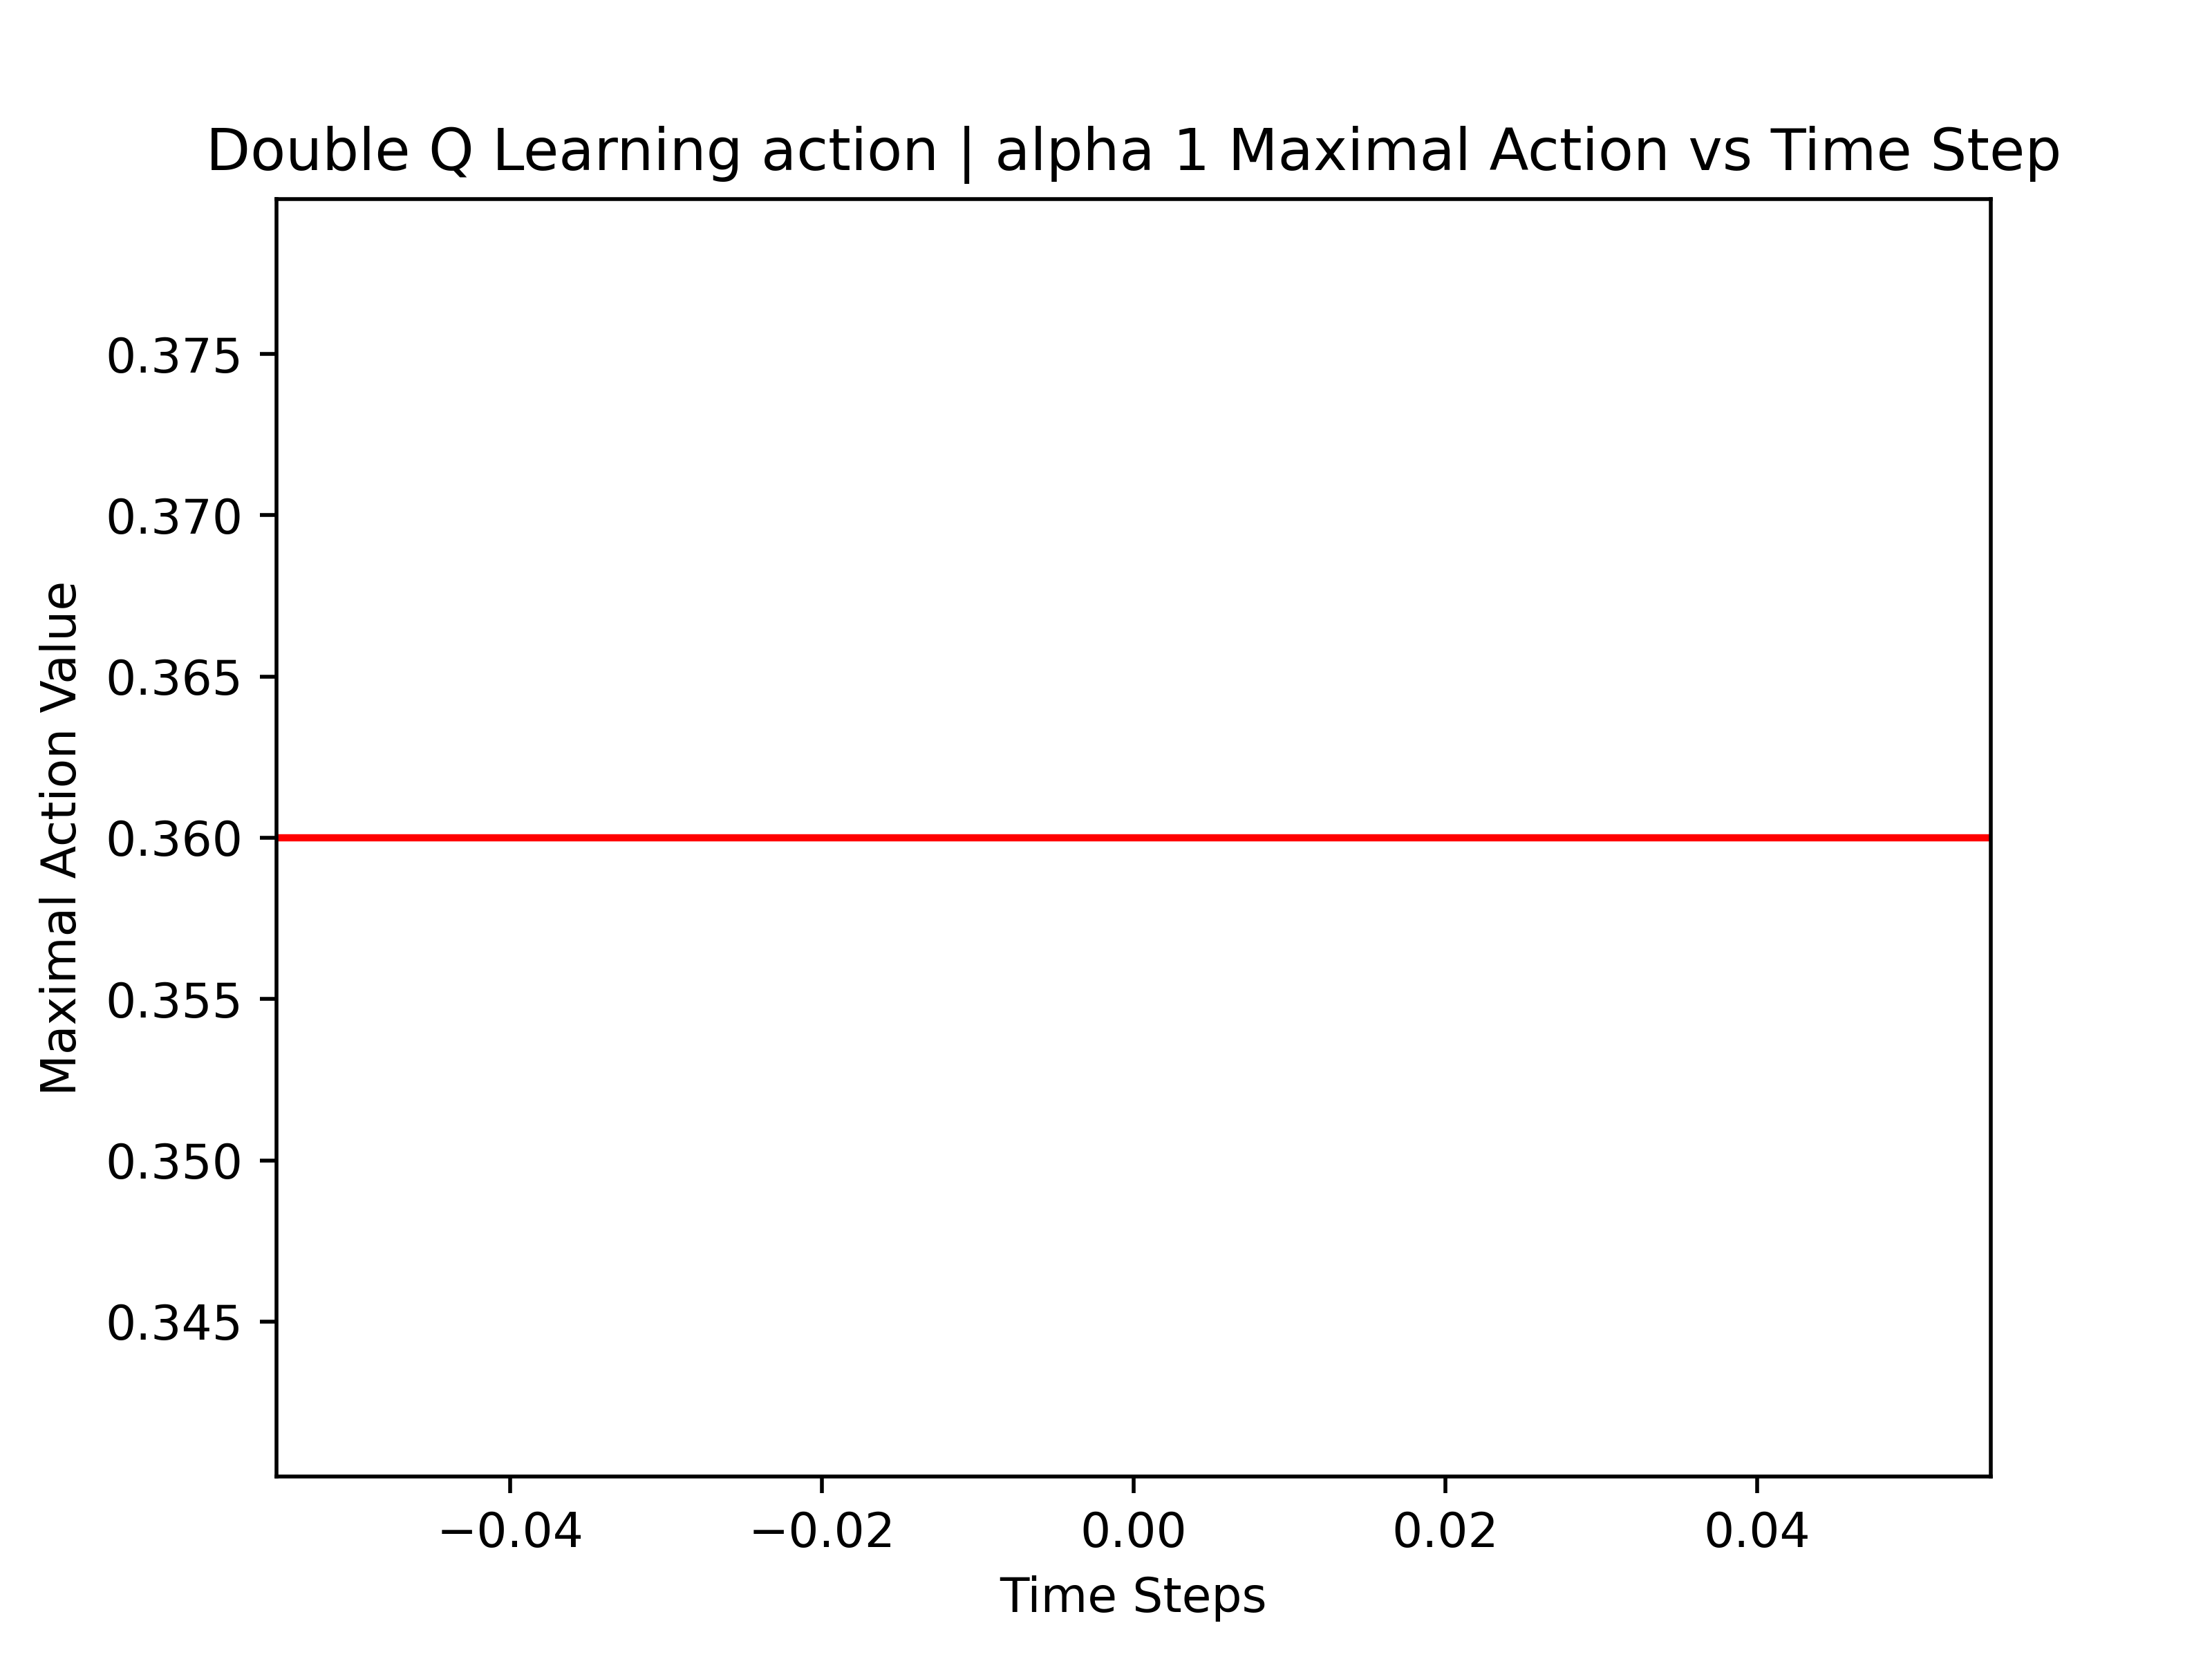 Double Q Learning action | alpha 1 Maximal Action vs Time Step
Maximal Action Value
0.375
0.370
0.365
0.360
0.355
0.350
0.345
−0.04 −0.02 0.00 0.02 0.04
Time Steps